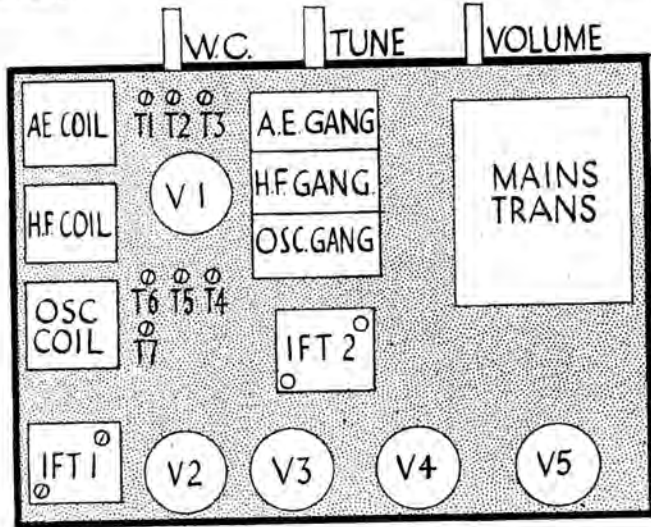 W.C. TUNE VOLUME
AE COIL
T1 T2 T3
A.E. GANG
V1
H.F. COIL
H.F. GANG.
OSC. GANG
MAINS
TRANS
OSC
COIL
T6 T5 T4
T7
IFT 2
IFT 1
V2 V3 V4 V5